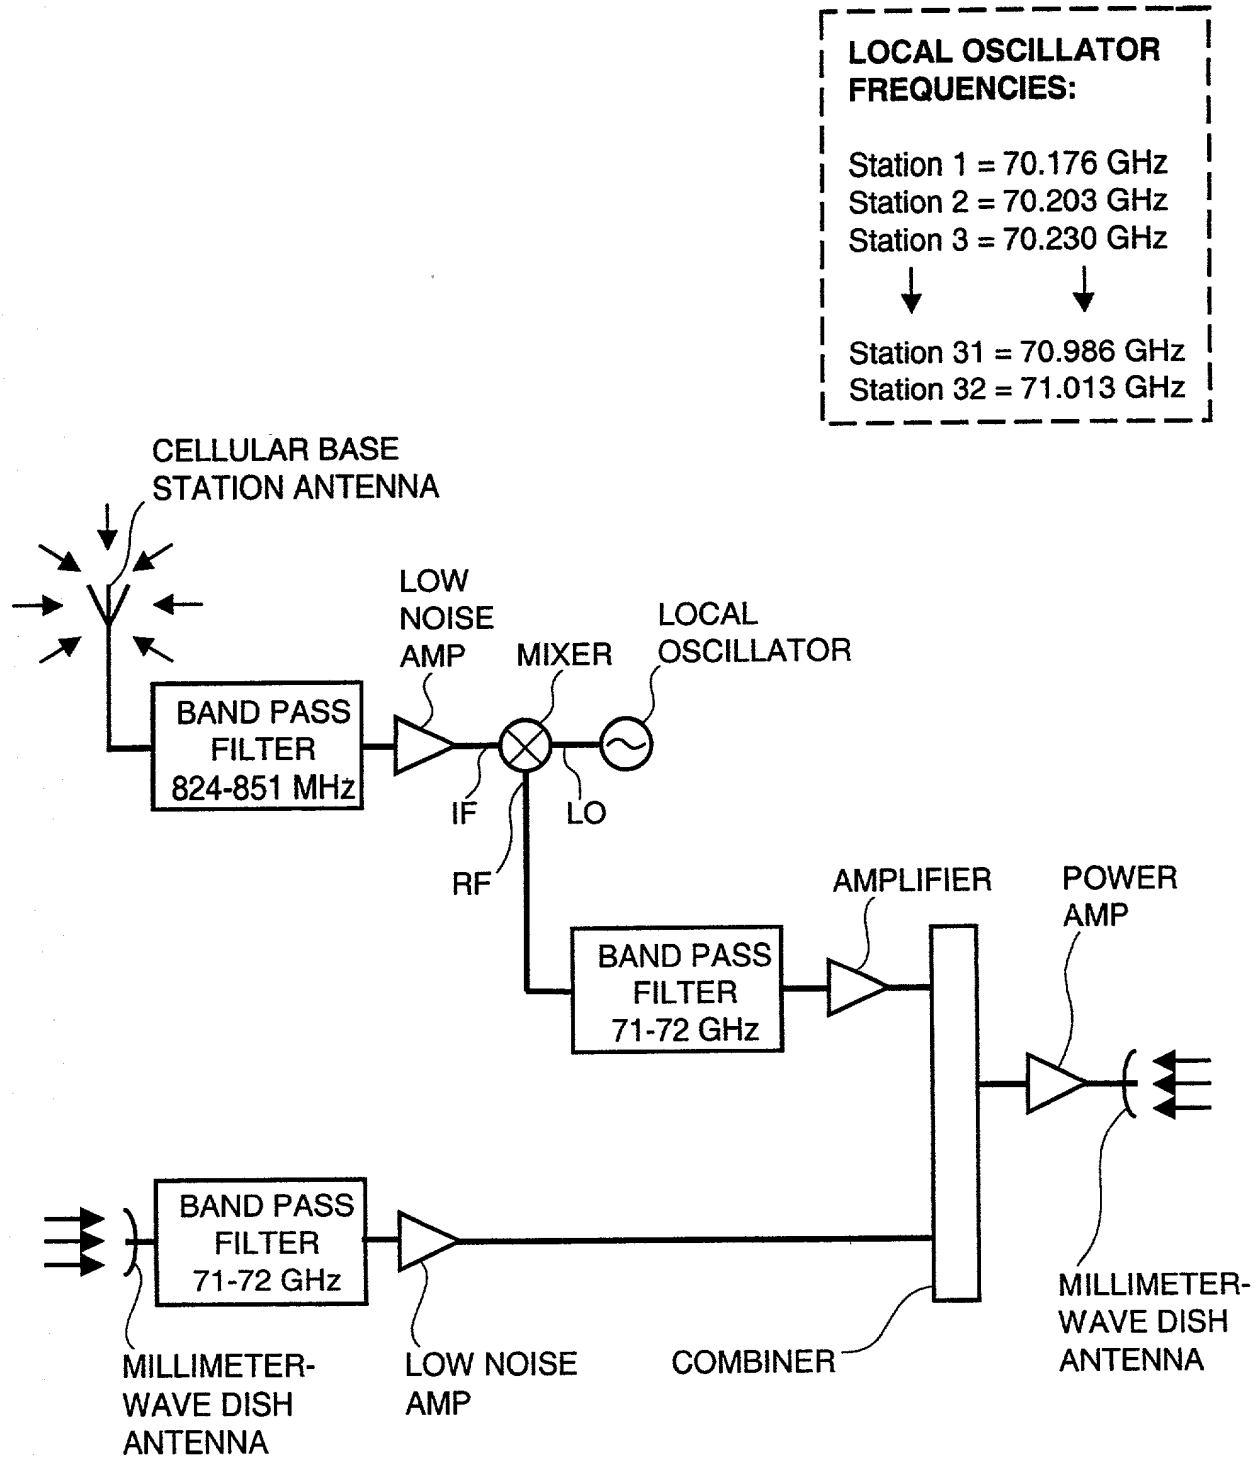 LOCAL OSCILLATOR
FREQUENCIES:
Station 1 = 70.176 GHz
Station 2 = 70.203 GHz
Station 3 = 70.230 GHz
Station 31 = 70.986 GHz
Station 32 = 71.013 GHz
CELLULAR BASE
STATION ANTENNA
LOW
NOISE
AMP
MIXER
LOCAL
OSCILLATOR
BAND PASS
FILTER
824-851 MHz
IF
LO
RF
BAND PASS
FILTER
71-72 GHz
AMPLIFIER
POWER
AMP
BAND PASS
FILTER
71-72 GHz
MILLIMETER-
WAVE DISH
ANTENNA
LOW NOISE
AMP
COMBINER
MILLIMETER-
WAVE DISH
ANTENNA